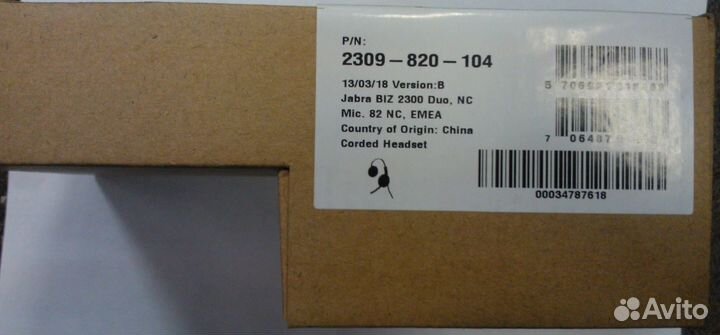 P/N:
2309-820-104
13/03/18 Version:B
Jabra BIZ 2300 Duo, NC
Mic. 82 NC, EMEA
Country of Origin: China
Corded Headset
00034787618
Avito